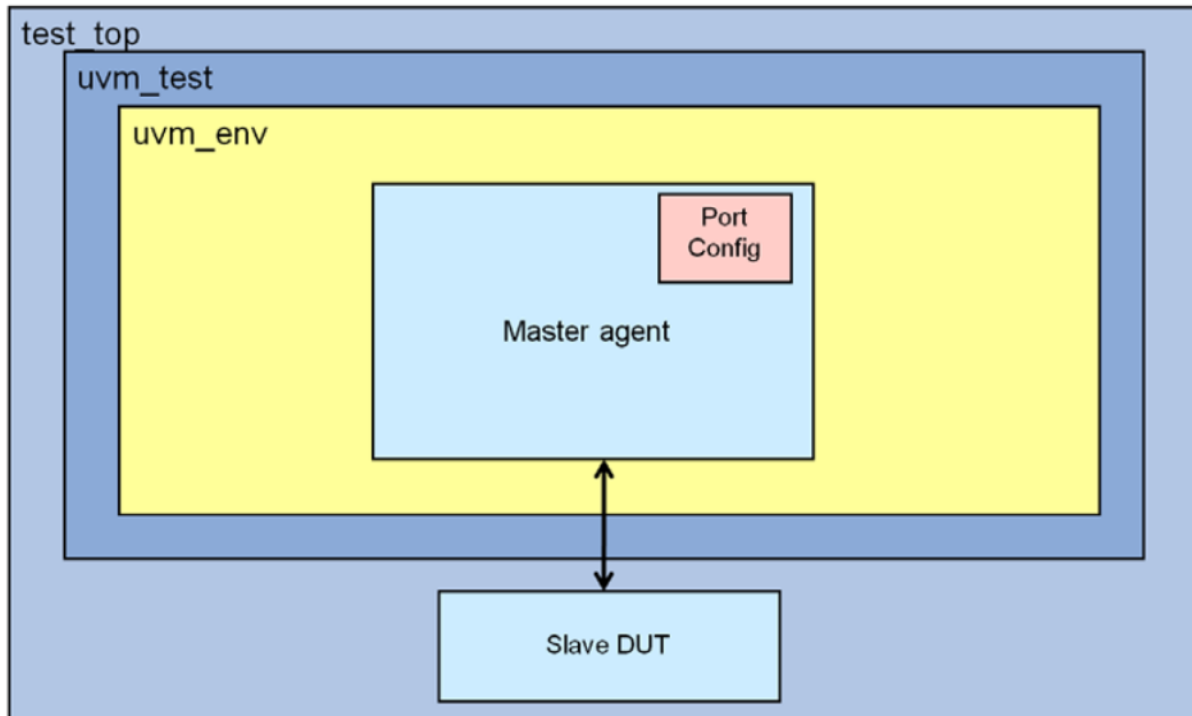 test_top
uvm_test
uvm_env
Port
Config
Master agent
Slave DUT